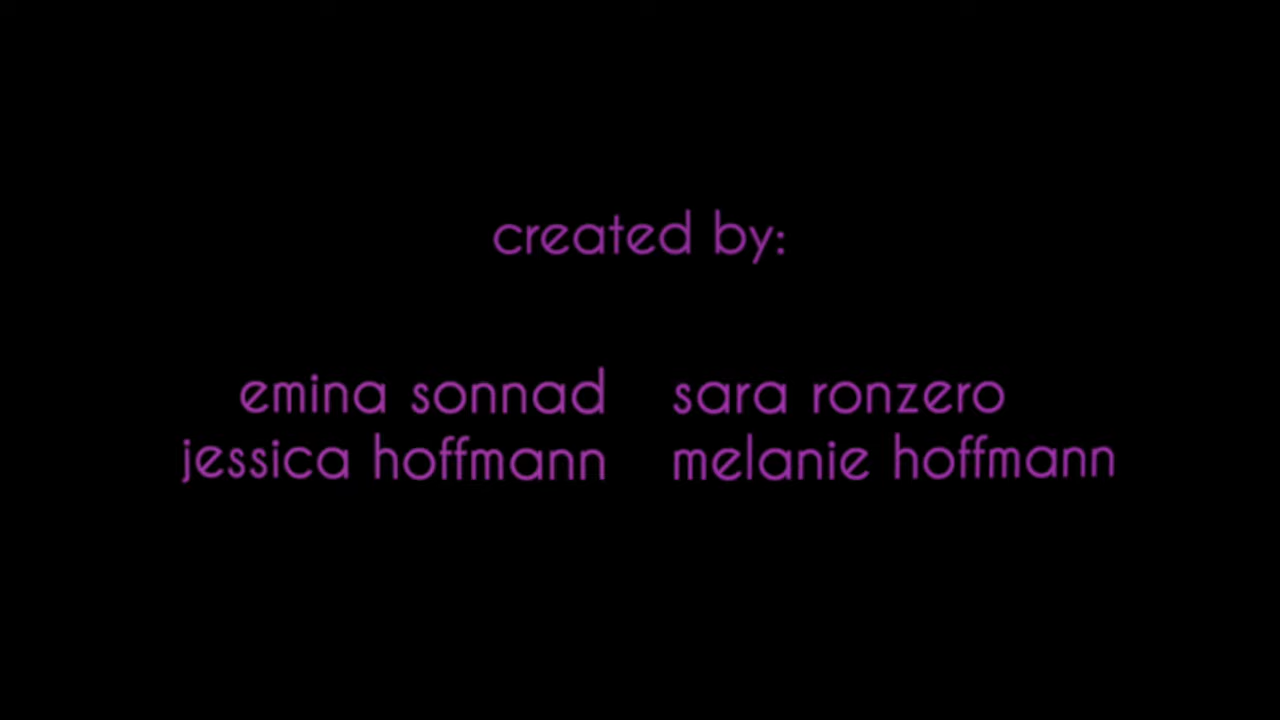 created by:
emina sonnad sara ronzero
jessica hoffmann melanie hoffmann